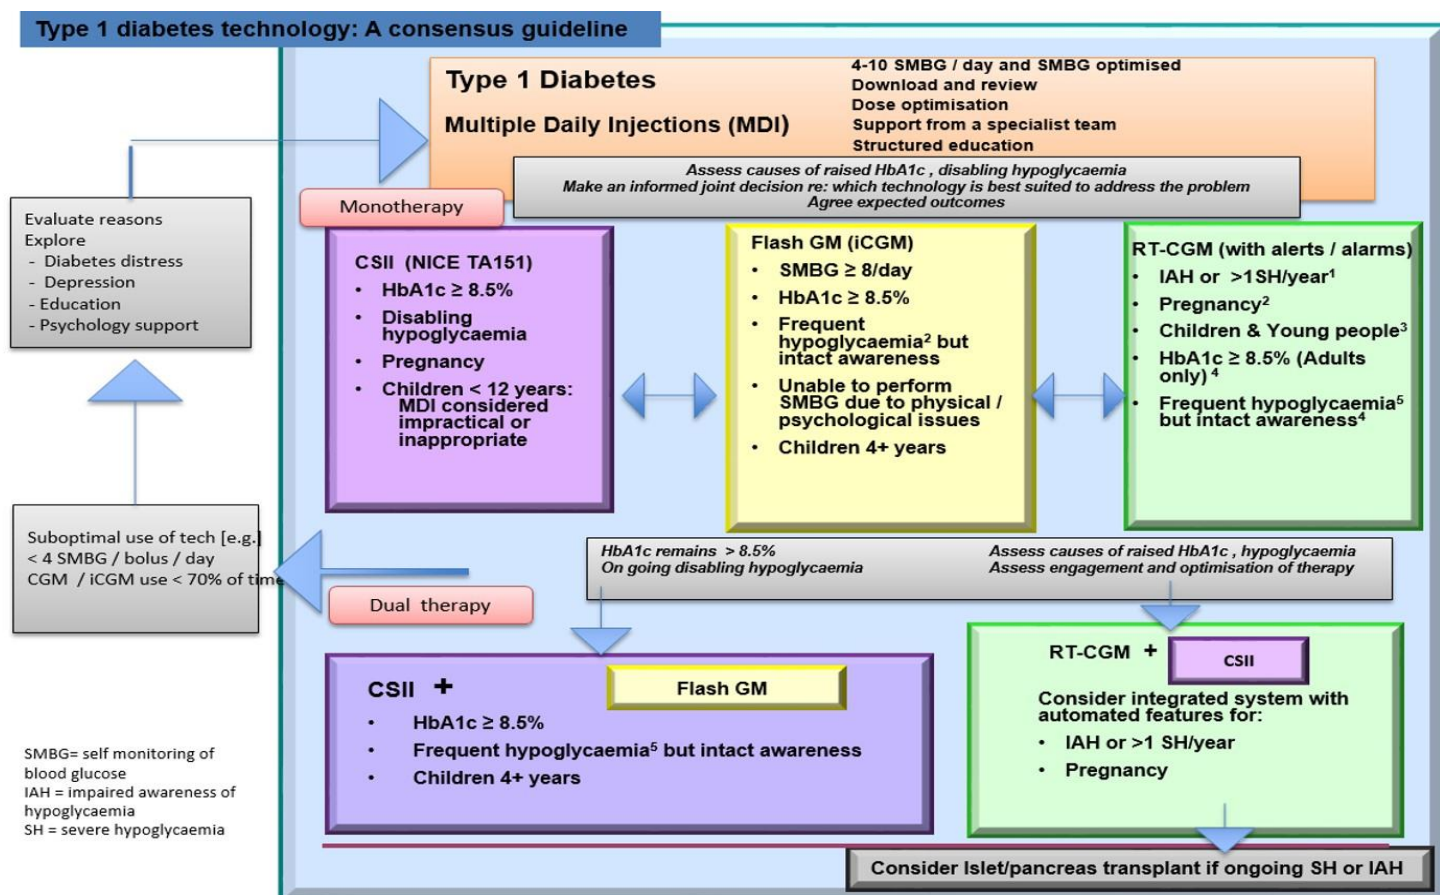 Type 1 diabetes technology: A consensus guideline
Type 1 Diabetes
Multiple Daily Injections (MDI)
4-10 SMBG / day and SMBG optimised
Download and review
Dose optimisation
Support from a specialist team
Structured education
Assess causes of raised HbA1c , disabling hypoglycaemia
Make an informed joint decision re: which technology is best suited to address the problem
Agree expected outcomes
Monotherapy
Evaluate reasons
Explore
- Diabetes distress
- Depression
- Education
- Psychology support
CSII (NICE TA151)
• HbA1c ≥ 8.5%
• Disabling
hypoglycaemia
• Pregnancy
• Children < 12 years:
MDI considered
impractical or
inappropriate
Flash GM (iCGM)
• SMBG ≥ 8/day
• HbA1c ≥ 8.5%
• Frequent
hypoglycaemia² but
intact awareness
• Unable to perform
SMBG due to physical /
psychological issues
• Children 4+ years
RT-CGM (with alerts / alarms)
• IAH or >1SH/year¹
• Pregnancy²
• Children & Young people³
• HbA1c ≥ 8.5% (Adults
only) ⁴
• Frequent hypoglycaemia⁵
but intact awareness⁴
Suboptimal use of tech [e.g.]
< 4 SMBG / bolus / day
CGM / iCGM use < 70% of time
HbA1c remains > 8.5%
On going disabling hypoglycaemia
Assess causes of raised HbA1c , hypoglycaemia
Assess engagement and optimisation of therapy
Dual therapy
CSII +
Flash GM
• HbA1c ≥ 8.5%
• Frequent hypoglycaemia⁵ but intact awareness
• Children 4+ years
RT-CGM +
CSII
Consider integrated system with
automated features for:
• IAH or >1 SH/year
• Pregnancy
SMBG= self monitoring of
blood glucose
IAH = impaired awareness of
hypoglycaemia
SH = severe hypoglycaemia
Consider Islet/pancreas transplant if ongoing SH or IAH